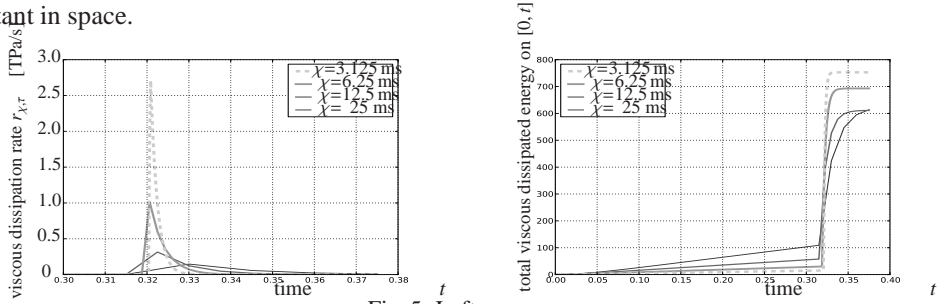 tant in space.
viscous dissipation rate r_{χ,τ} [TPa/s]
3.0
2.5
2.0
1.5
1.0
0.5
0
0.30 0.31 0.32 0.33 0.34 0.35 0.36 0.37 0.38
χ=3.125 ms
χ=6.25 ms
χ=12.5 ms
χ= 25 ms
time t
total viscous dissipated energy on [0, t]
800
700
600
500
400
300
200
100
0
0.00 0.05 0.10 0.15 0.20 0.25 0.30 0.35 0.40
χ=3.125 ms
χ=6.25 ms
χ=12.5 ms
χ= 25 ms
time t